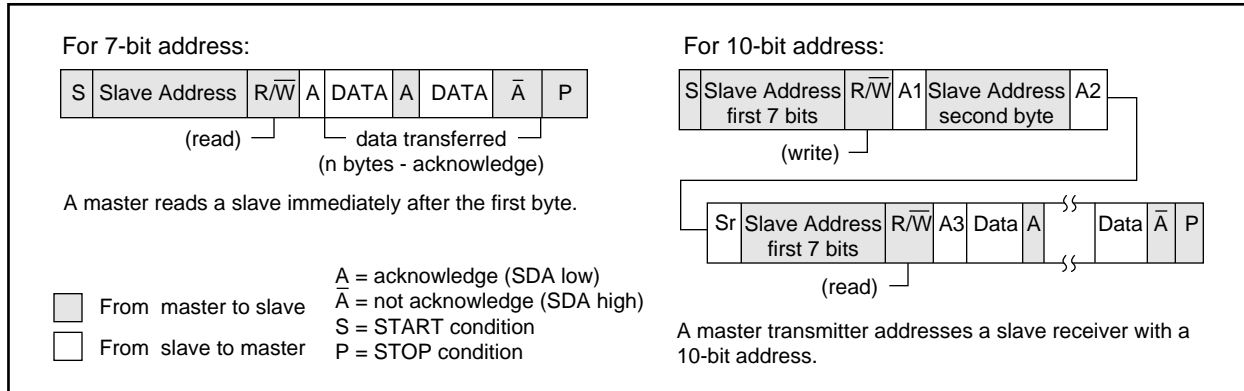 For 7-bit address:
S Slave Address R/W̅ A DATA A DATA A̅ P
(read) data transferred
(n bytes - acknowledge)
A master reads a slave immediately after the first byte.
From master to slave
From slave to master
A = acknowledge (SDA low)
A̅ = not acknowledge (SDA high)
S = START condition
P = STOP condition
For 10-bit address:
S Slave Address first 7 bits R/W̅ A1 Slave Address second byte A2
(write)
Sr Slave Address first 7 bits R/W̅ A3 Data A Data A̅ P
(read)
A master transmitter addresses a slave receiver with a
10-bit address.